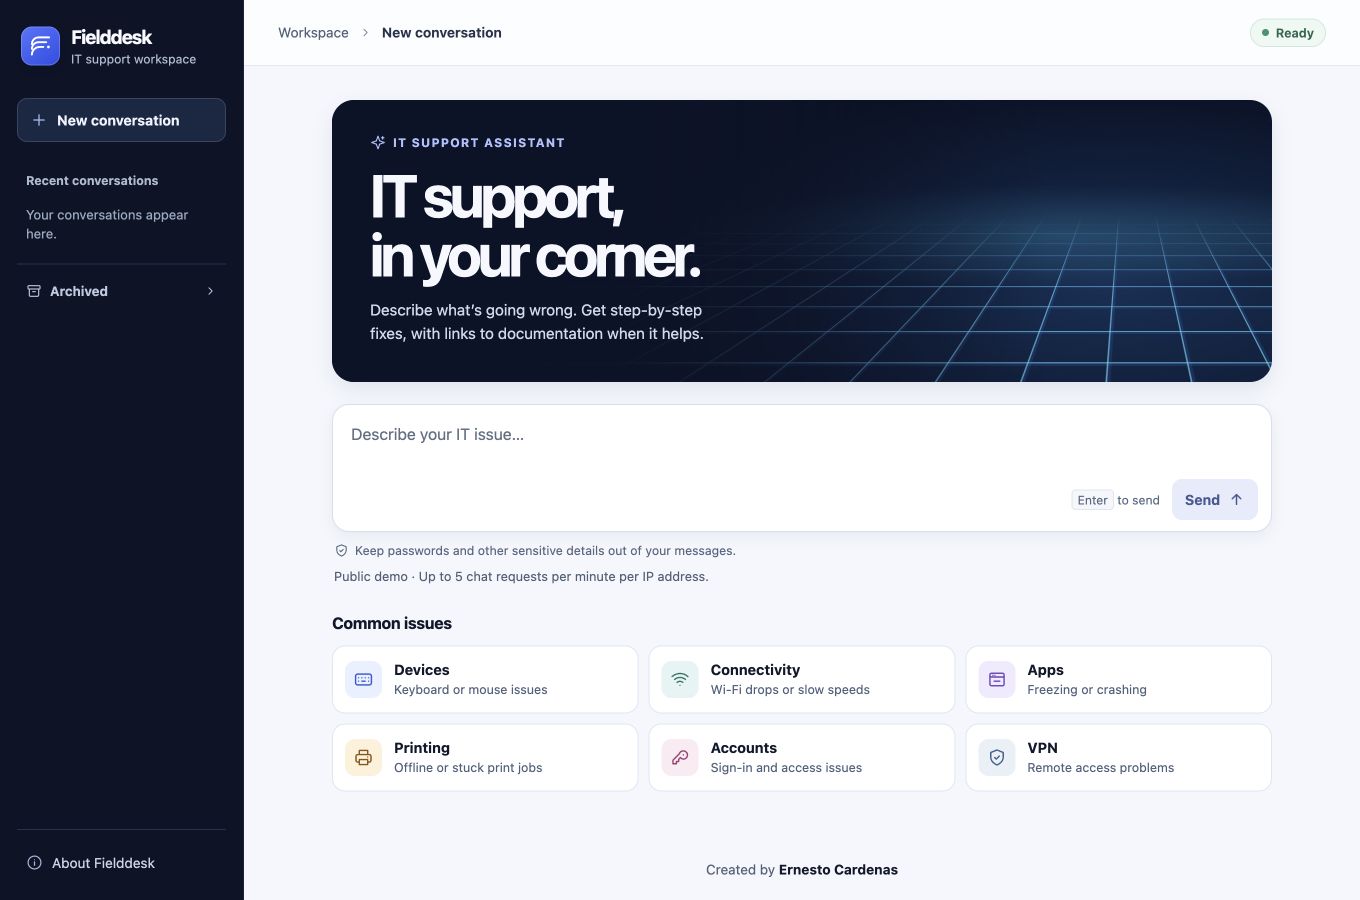 Fielddesk
IT support workspace
New conversation
Recent conversations
Your conversations appear
here.
Archived
About Fielddesk
Workspace
New conversation
Ready
IT SUPPORT ASSISTANT
IT support,
in your corner.
Describe what’s going wrong. Get step-by-step
fixes, with links to documentation when it helps.
Describe your IT issue...
Enter to send
Send
Keep passwords and other sensitive details out of your messages.
Public demo · Up to 5 chat requests per minute per IP address.
Common issues
Devices
Keyboard or mouse issues
Connectivity
Wi-Fi drops or slow speeds
Apps
Freezing or crashing
Printing
Offline or stuck print jobs
Accounts
Sign-in and access issues
VPN
Remote access problems
Created by Ernesto Cardenas